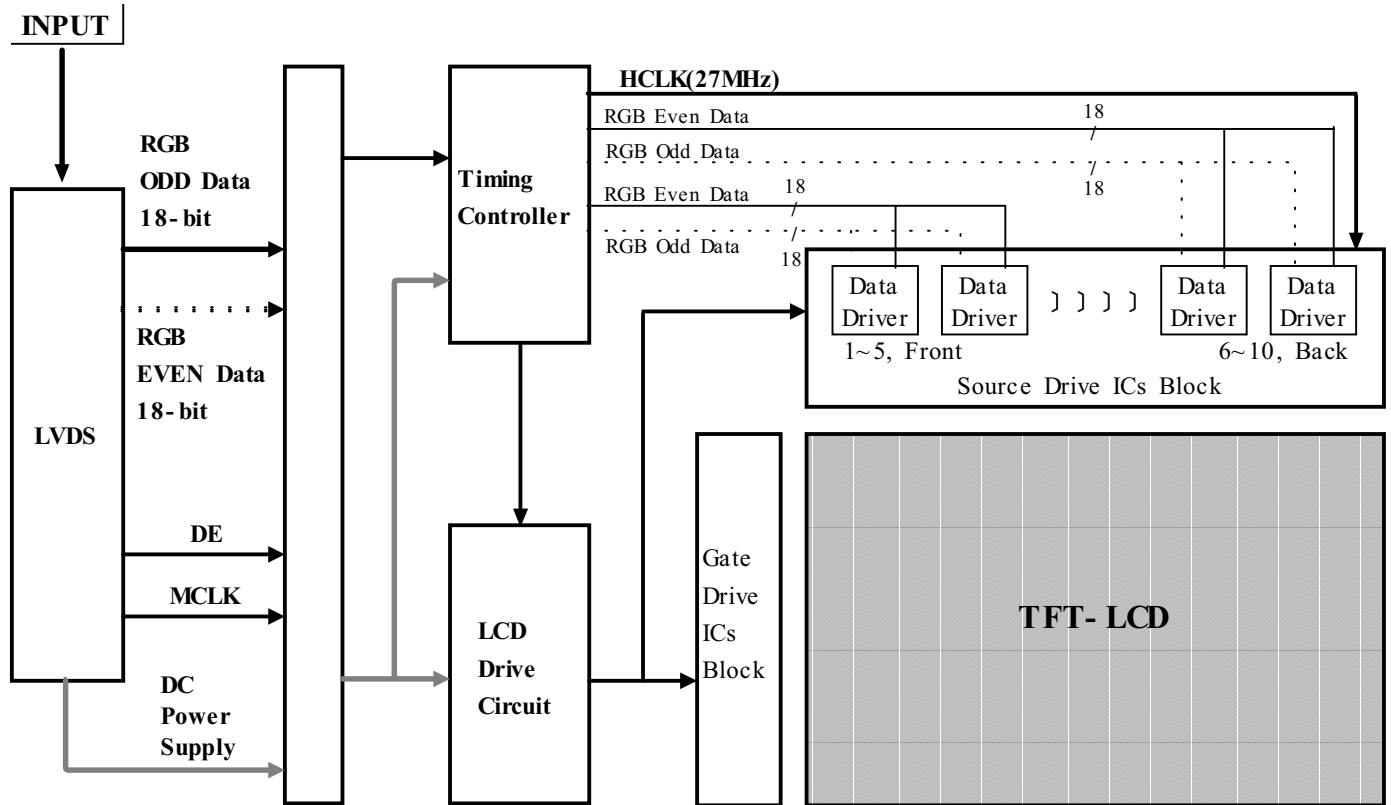 INPUT
RGB
ODD Data
18-bit
RGB
EVEN Data
18-bit
LVDS
DE
MCLK
DC
Power
Supply
Timing
Controller
LCD
Drive
Circuit
HCLK(27MHz)
RGB Even Data
18
RGB Odd Data
18
RGB Even Data
18
RGB Odd Data
18
Data
Driver
Data
Driver
Data
Driver
Data
Driver
1~5, Front
6~10, Back
Source Drive ICs Block
Gate
Drive
ICs
Block
TFT-LCD